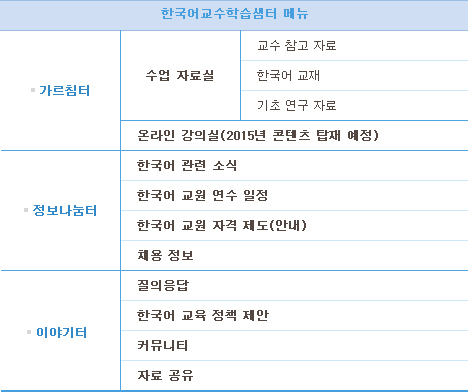 한국어교수학습샘터 메뉴
가르침터
수업 자료실
교수 참고 자료
한국어 교재
기초 연구 자료
온라인 강의실(2015년 콘텐츠 탑재 예정)
정보나눔터
한국어 관련 소식
한국어 교원 연수 일정
한국어 교원 자격 제도(안내)
채용 정보
이야기터
질의응답
한국어 교육 정책 제안
커뮤니티
자료 공유